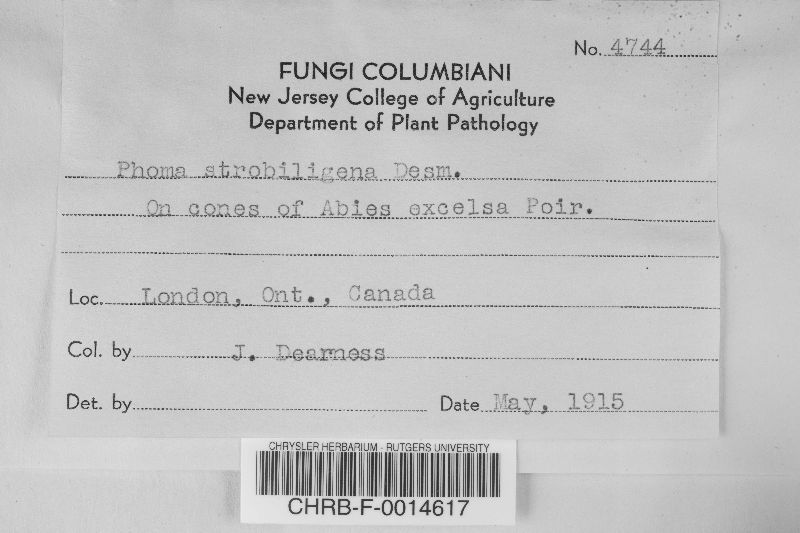 No. 4744
FUNGI COLUMBIANI
New Jersey College of Agriculture
Department of Plant Pathology
Phoma strobiligena Desm.
On cones of Abies excelsa Poir.
Loc. London, Ont., Canada
Col. by J. Dearness
Det. by Date May, 1915
CHRYSLER HERBARIUM - RUTGERS UNIVERSITY
CHRB-F-0014617